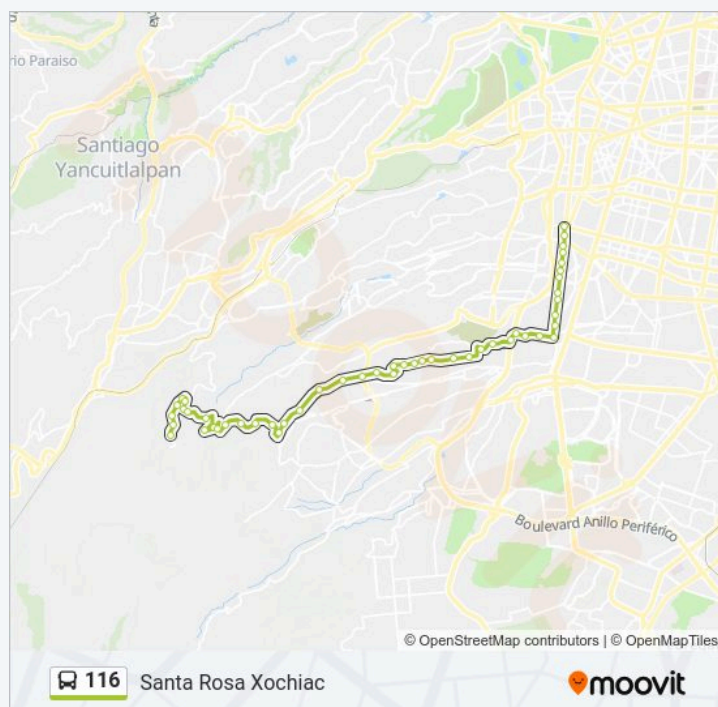 rio Paraiso
Santiago
Yancuitlalpan
Boulevard Anillo Periférico
© OpenStreetMap contributors | © OpenMapTiles
116
Santa Rosa Xochiac
moovit